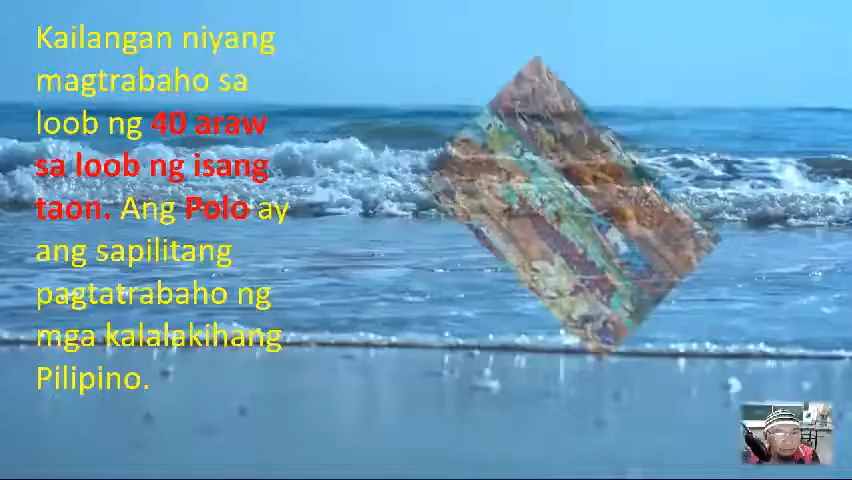 Kailangan niyang
magtrabaho sa
loob ng 40 araw
sa loob ng isang
taon. Ang Polo ay
ang sapilitang
pagtatrabaho ng
mga kalalakihang
Pilipino.